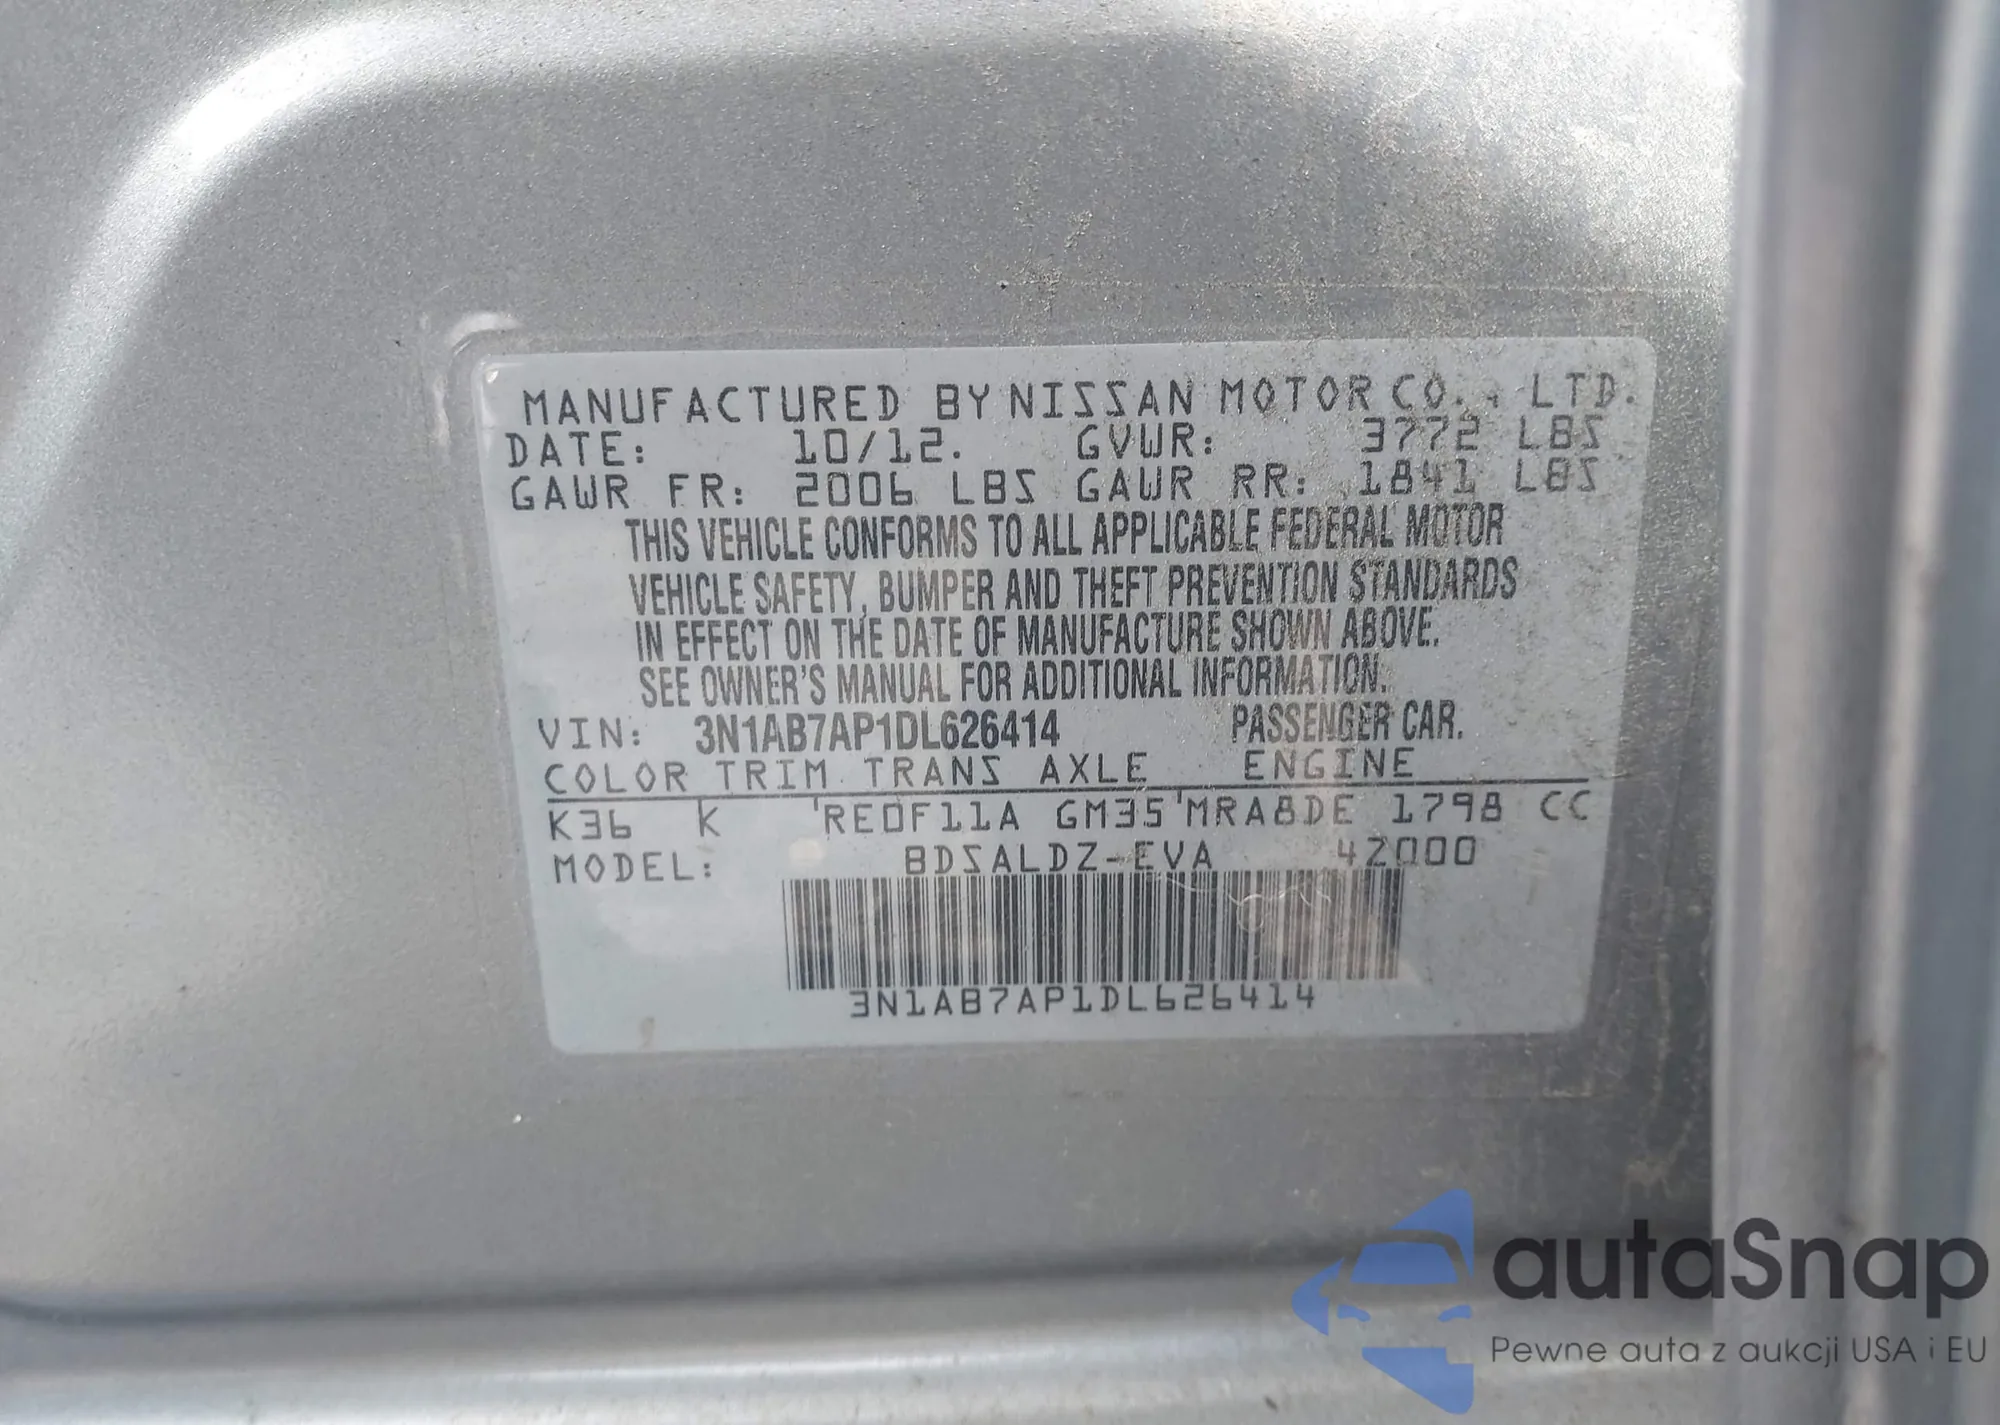 MANUFACTURED BY NISSAN MOTOR CO., LTD.
DATE: 10/12. GVWR: 3772 LBS
GAWR FR: 2006 LBS GAWR RR: 1841 LBS
THIS VEHICLE CONFORMS TO ALL APPLICABLE FEDERAL MOTOR
VEHICLE SAFETY, BUMPER AND THEFT PREVENTION STANDARDS
IN EFFECT ON THE DATE OF MANUFACTURE SHOWN ABOVE.
SEE OWNER'S MANUAL FOR ADDITIONAL INFORMATION.
VIN: 3N1AB7AP1DL626414 PASSENGER CAR.
COLOR TRIM TRANS AXLE ENGINE
K36 K 'RE0F11A GM35'MRA8DE 1798 CC
MODEL: BDSALDZ-EVA 42000
3N1AB7AP1DL626414
autaSnap
Pewne auta z aukcji USA i EU